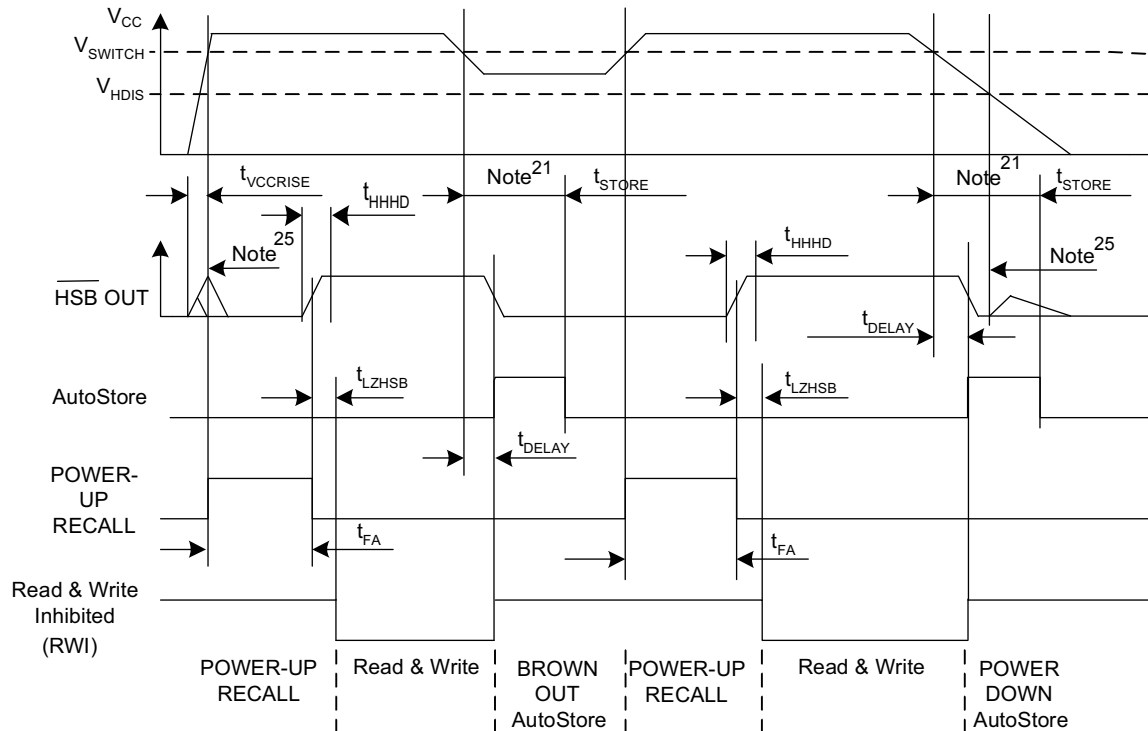 VCC
VSWITCH
VHDIS
tVCCRISE
Note21
tSTORE
Note21
tSTORE
tHHHD
Note25
tHHHD
Note25
HSB OUT
tDELAY
tLZHSB
tLZHSB
AutoStore
tDELAY
POWER-
UP
RECALL
tFA
tFA
Read & Write
Inhibited
(RWI)
POWER-UP
RECALL
Read & Write
BROWN
OUT
AutoStore
POWER-UP
RECALL
Read & Write
POWER
DOWN
AutoStore